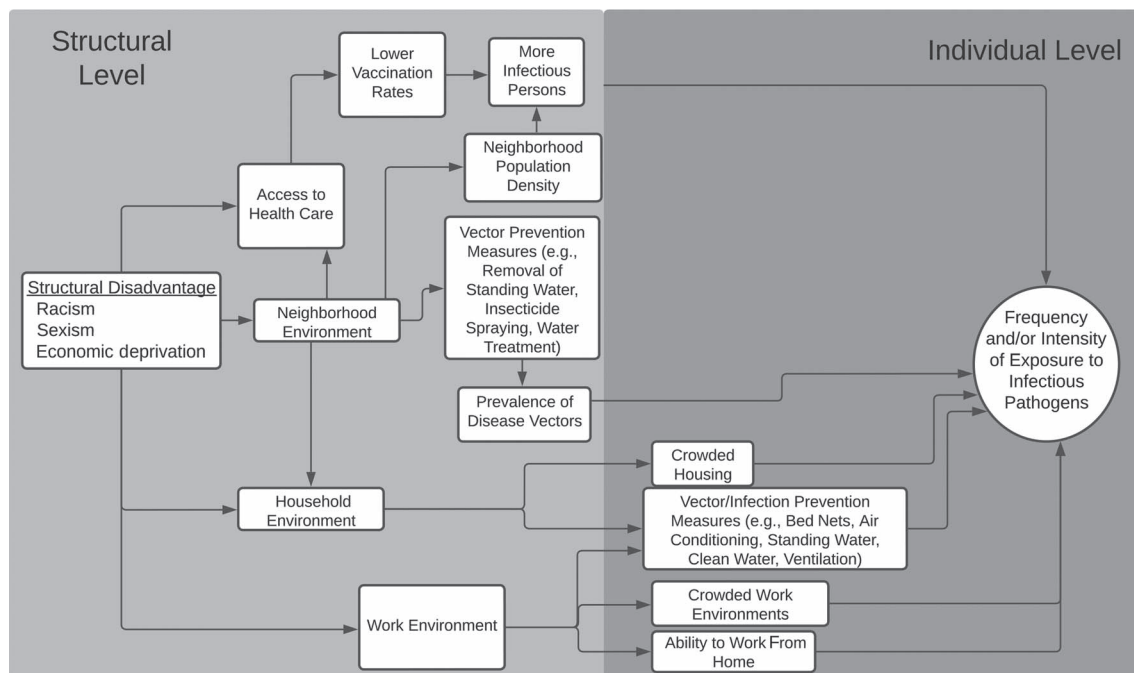 Structural
Level
Individual Level
Lower
Vaccination
Rates
More
Infectious
Persons
Neighborhood
Population
Density
Access to
Health Care
Vector Prevention
Measures (e.g.,
Removal of
Standing Water,
Insecticide
Spraying, Water
Treatment)
Structural Disadvantage
Racism
Sexism
Economic deprivation
Neighborhood
Environment
Frequency
and/or Intensity
of Exposure to
Infectious
Pathogens
Prevalence of
Disease Vectors
Crowded
Housing
Household
Environment
Vector/Infection Prevention
Measures (e.g., Bed Nets, Air
Conditioning, Standing Water,
Clean Water, Ventilation)
Work Environment
Crowded Work
Environments
Ability to Work From
Home